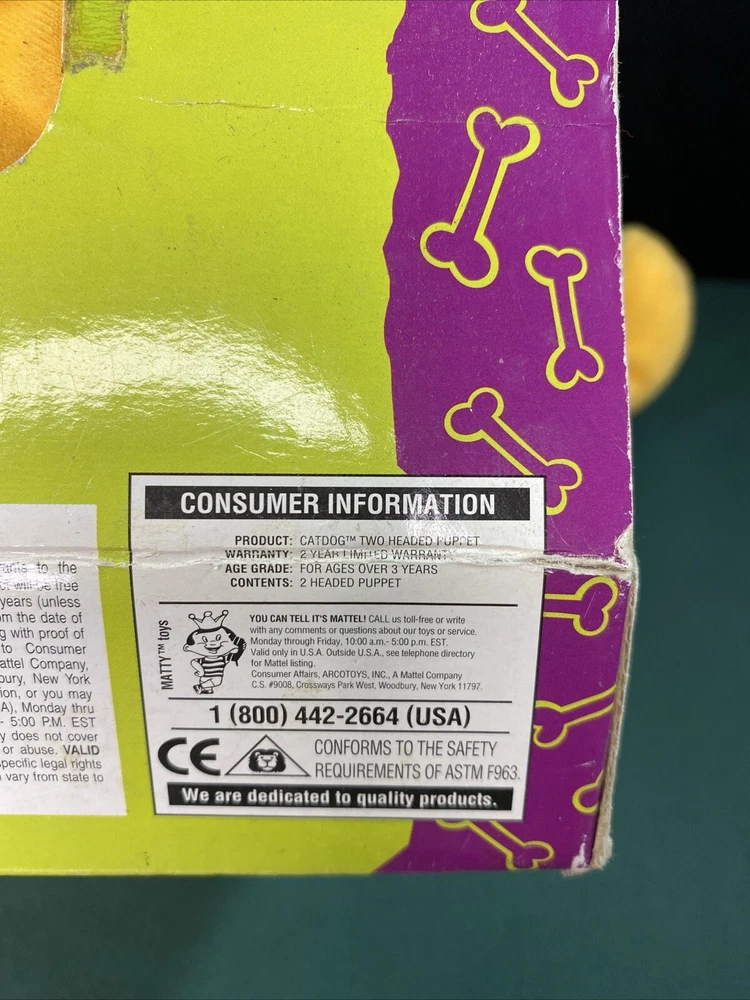 CONSUMER INFORMATION
PRODUCT: CATDOG™ TWO HEADED PUPPET
WARRANTY: 2 YEAR LIMITED WARRANTY
AGE GRADE: FOR AGES OVER 3 YEARS
CONTENTS: 2 HEADED PUPPET
MATTY™ toys
YOU CAN TELL IT'S MATTEL! CALL us toll-free or write
with any comments or questions about our toys or service.
Monday through Friday, 10:00 a.m.- 5:00 p.m. EST.
Valid only in U.S.A. Outside U.S.A., see telephone directory
for Mattel listing.
Consumer Affairs, ARCOTOYS, INC., A Mattel Company
C.S. #9008, Crossways Park West, Woodbury, New York 11797.
1 (800) 442-2664 (USA)
CE
CONFORMS TO THE SAFETY
REQUIREMENTS OF ASTM F963.
We are dedicated to quality products.
to the
will be free
years (unless
the date of
with proof of
to Consumer
Mattel Company,
New York
or you may
Monday thru
- 5:00 P.M. EST
does not cover
or abuse. VALID
specific legal rights
vary from state to